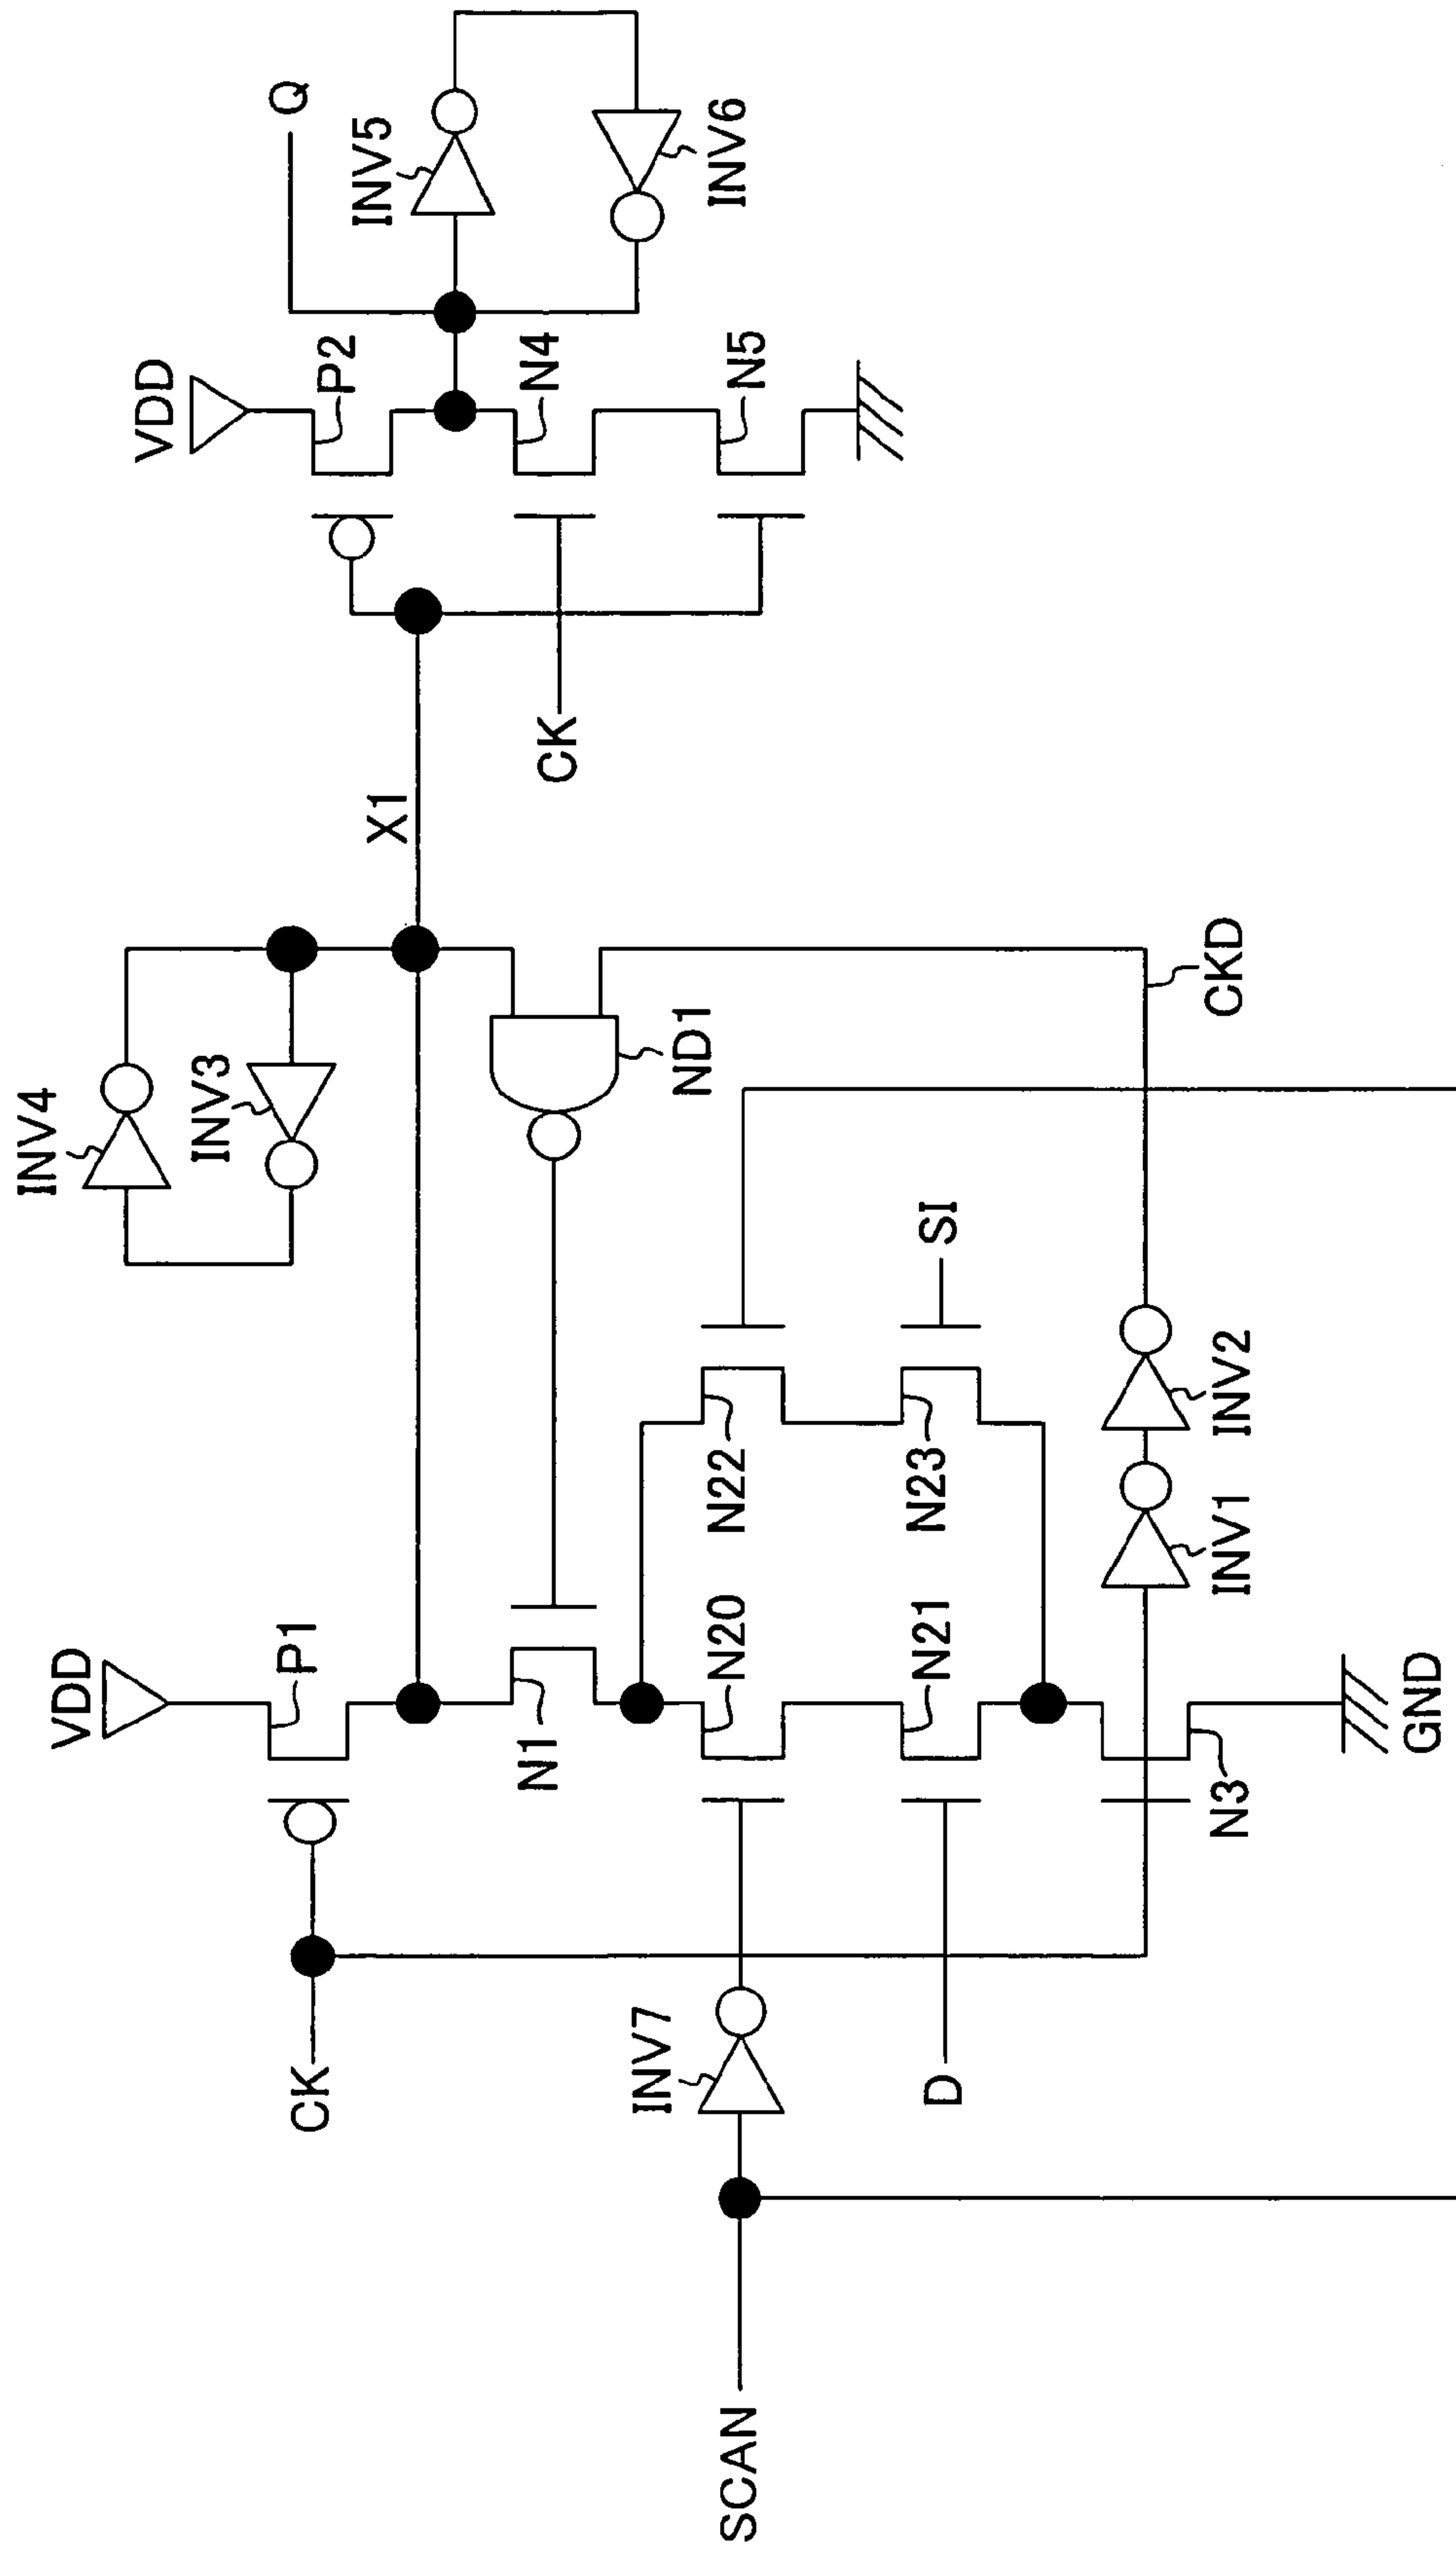 VDD
Q
INV5
INV6
P2
N4
N5
CK
X1
INV4
INV3
ND1
CKD
VDD
P1
N1
N22
SI
N23
N20
N21
INV2
INV1
N3
GND
CK
INV7
D
SCAN